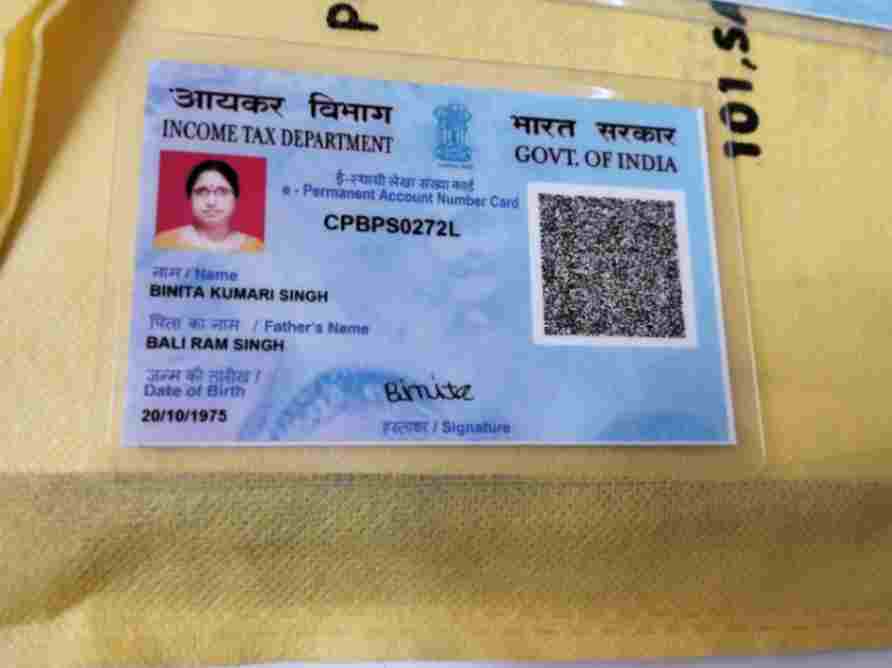 P
101,SA
आयकर विभाग
INCOME TAX DEPARTMENT
भारत सरकार
GOVT. OF INDIA
ई-स्थायी लेखा संख्या कार्ड
e - Permanent Account Number Card
CPBPS0272L
नाम / Name
BINITA KUMARI SINGH
पिता का नाम / Father's Name
BALI RAM SINGH
जन्म की तारीख /
Date of Birth
20/10/1975
Binita
हस्ताक्षर / Signature